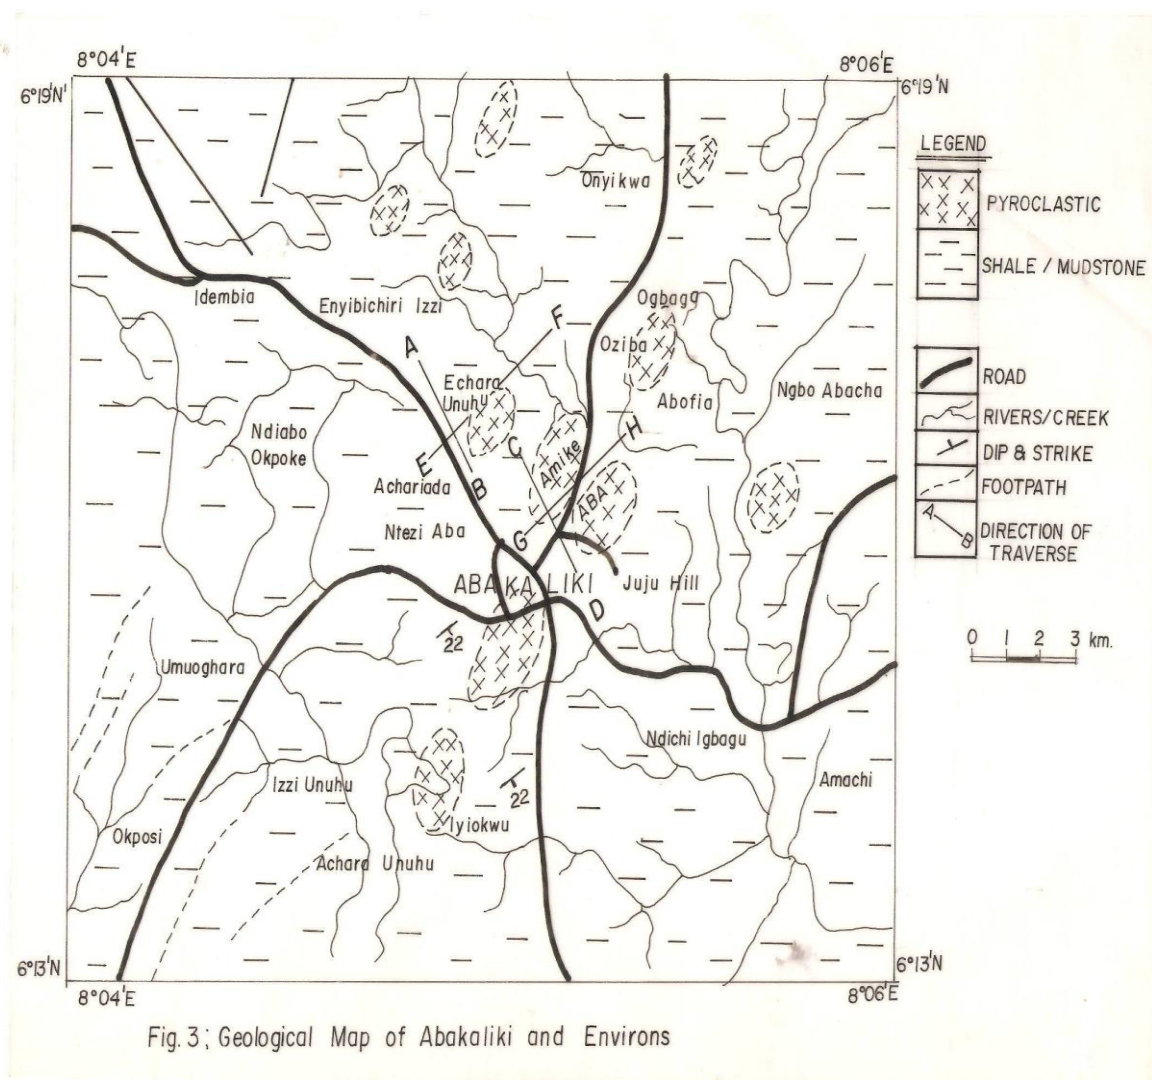 8°04'E
8°06'E
6°19'N'
6°19'N
LEGEND
PYROCLASTIC
SHALE / MUDSTONE
ROAD
RIVERS/CREEK
DIP & STRIKE
FOOTPATH
A
B
DIRECTION OF
TRAVERSE
Onyikwa
Idembia
Enyibichiri Izzi
Ogbaga
F
A
Oziba
Echara
Unuhu
Abofia
Ngbo Abacha
Ndiabo
Okpoke
H
C
Amike
E
B
Achariada
ABA
Ntezi Aba
G
ABAKALIKI
Juju Hill
D
22
Umuoghara
0 1 2 3 km.
Ndichi Igbagu
Izzi Unuhu
22
Amachi
Iyiokwu
Okposi
Achara Unuhu
6°13'N
6°13'N
8°04'E
8°06'E
Fig. 3; Geological Map of Abakaliki and Environs